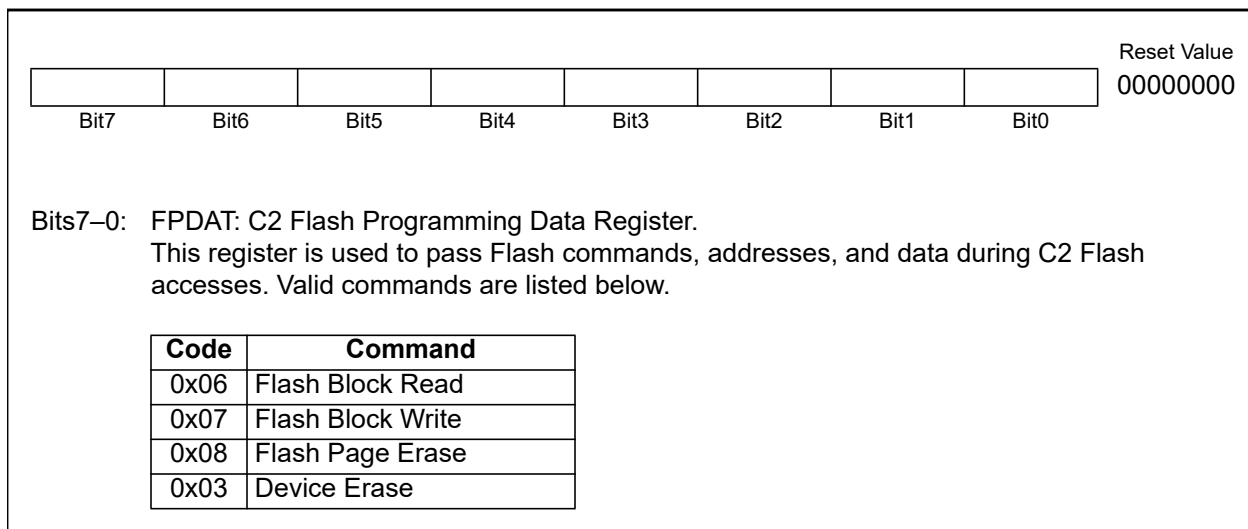 Reset Value
00000000
Bit7 Bit6 Bit5 Bit4 Bit3 Bit2 Bit1 Bit0
Bits7–0: FPDAT: C2 Flash Programming Data Register.
This register is used to pass Flash commands, addresses, and data during C2 Flash
accesses. Valid commands are listed below.
Code Command
0x06 Flash Block Read
0x07 Flash Block Write
0x08 Flash Page Erase
0x03 Device Erase